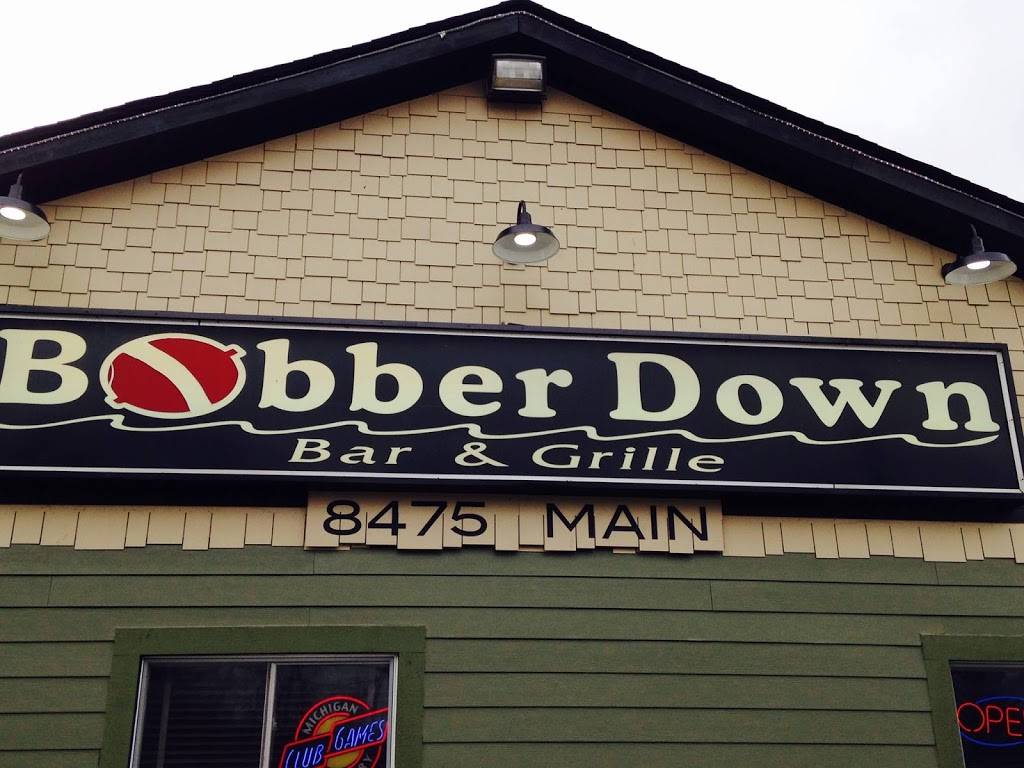 Bobber Down
Bar & Grille
8475 MAIN
MICHIGAN
CLUB GAMES
OPE